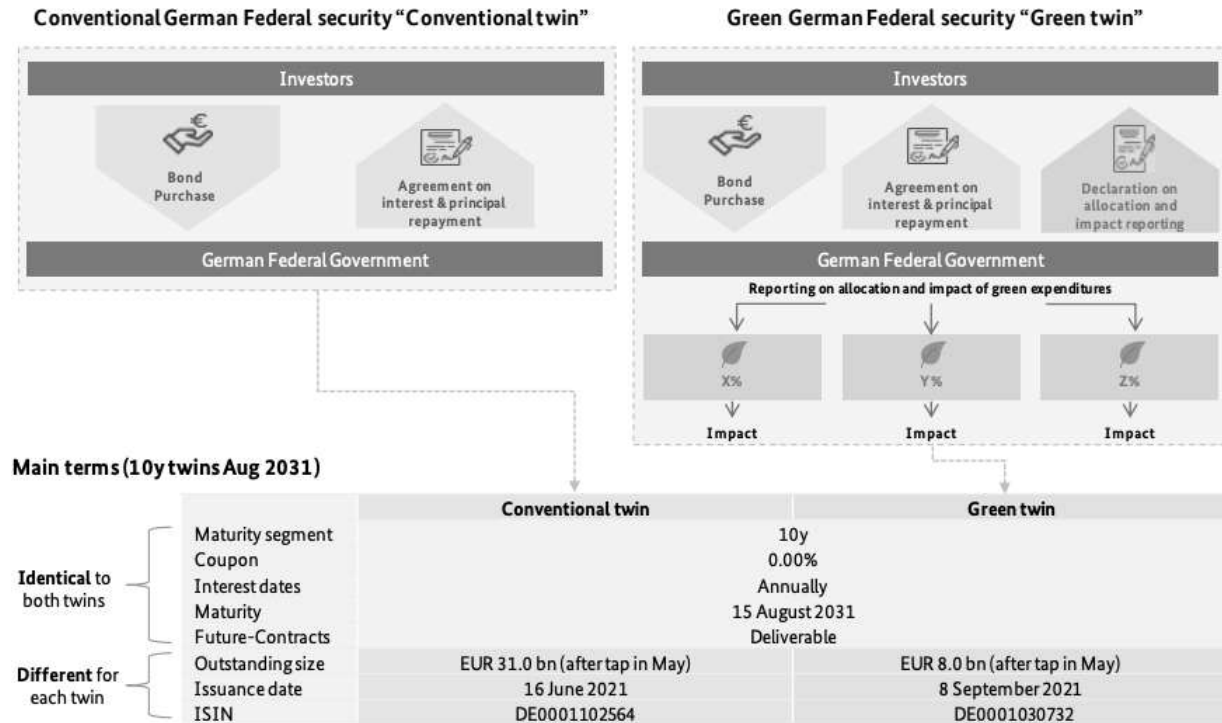 Conventional German Federal security “Conventional twin”
Investors
€
Bond
Purchase
Agreement on
interest & principal
repayment
German Federal Government
Green German Federal security “Green twin”
Investors
€
Bond
Purchase
Agreement on
interest & principal
repayment
Declaration on
allocation and
impact reporting
German Federal Government
Reporting on allocation and impact of green expenditures
X% Y% Z%
Impact Impact Impact
Main terms (10y twins Aug 2031)
Conventional twin Green twin
Identical to
both twins
Maturity segment 10y
Coupon 0.00%
Interest dates Annually
Maturity 15 August 2031
Future-Contracts Deliverable
Different for
each twin
Outstanding size EUR 31.0 bn (after tap in May) EUR 8.0 bn (after tap in May)
Issuance date 16 June 2021 8 September 2021
ISIN DE0001102564 DE0001030732